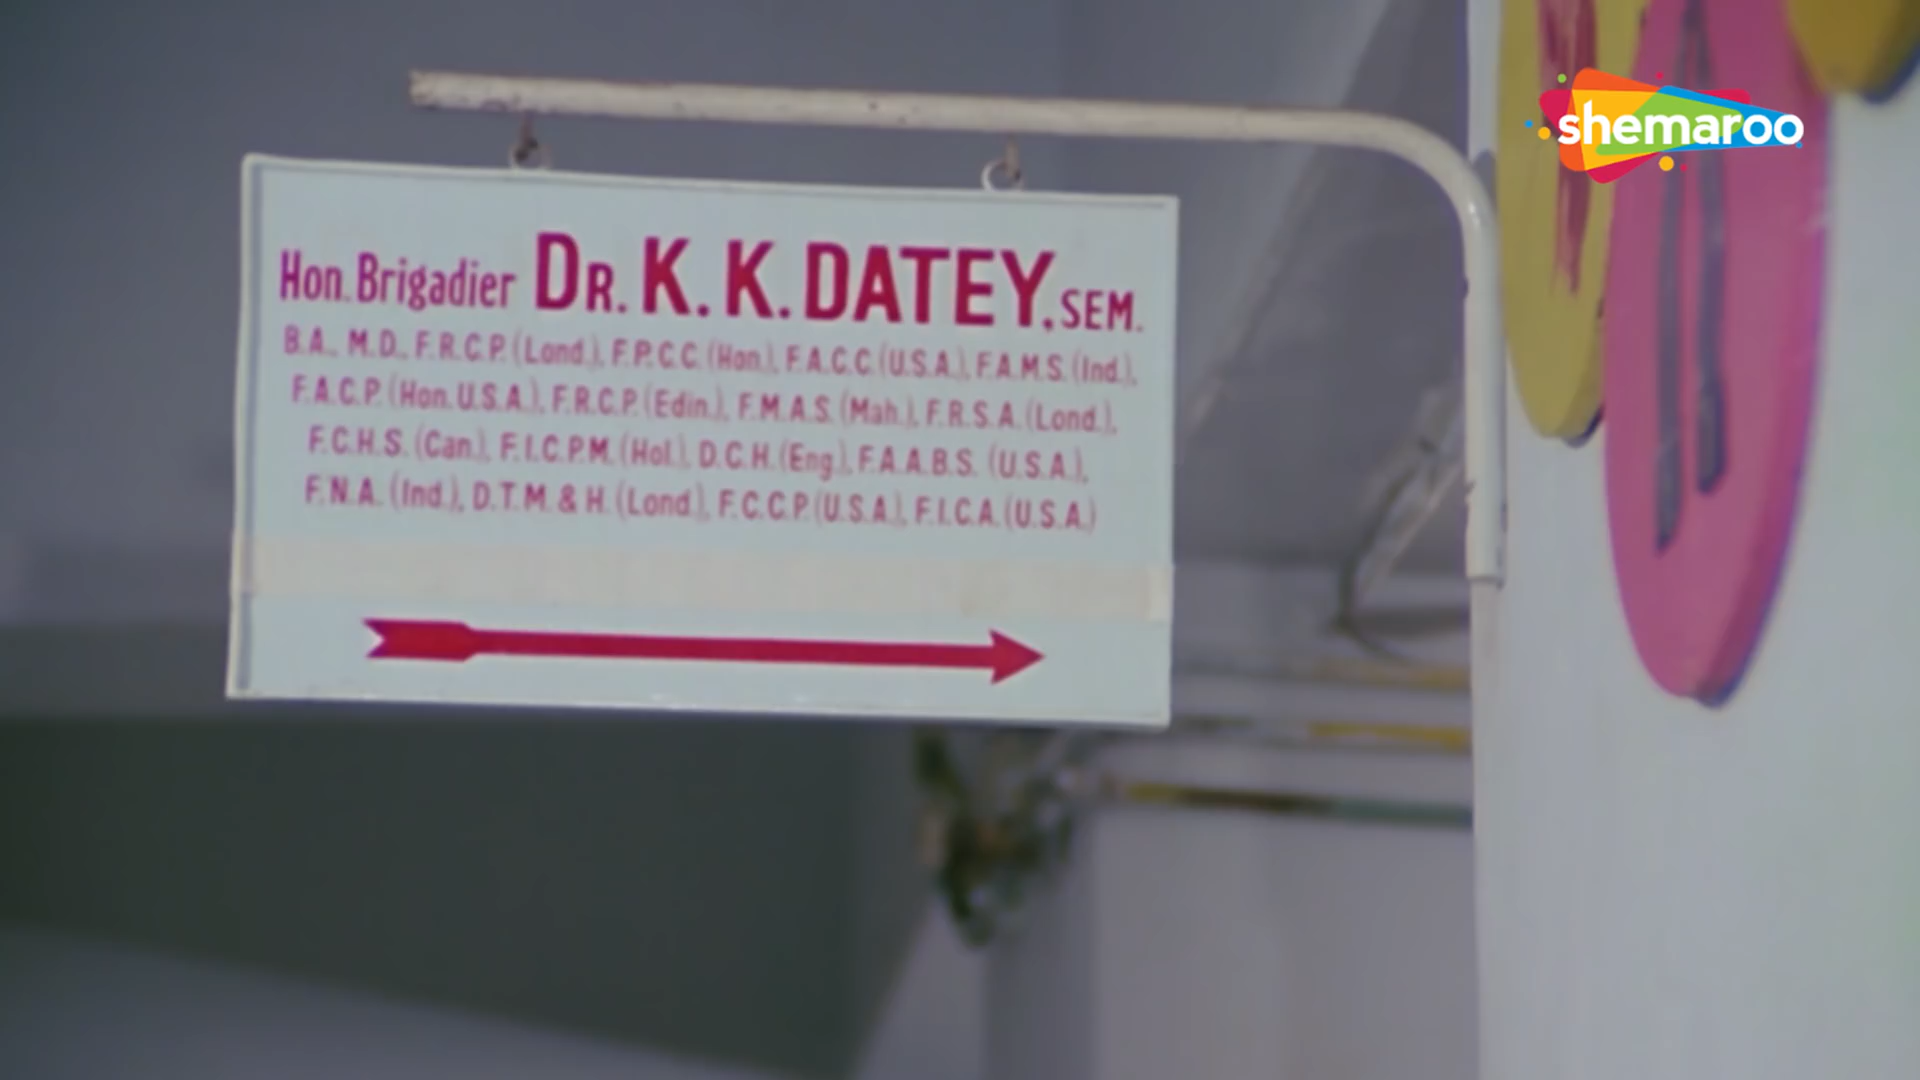 Hon. Brigadier DR. K. K. DATEY, SEM.
B.A., M.D., F.R.C.P. (Lond.), F.P.C.C. (Hon.), F.A.C.C. (U.S.A.), F.A.M.S. (Ind.),
F.A.C.P. (Hon. U.S.A.), F.R.C.P. (Edin.), F.M.A.S. (Mah.), F.R.S.A. (Lond.),
F.C.H.S. (Can.), F.I.C.P.M. (Hol.), D.C.H. (Eng.), F.A.A.B.S. (U.S.A.),
F.N.A. (Ind.), D.T.M. & H. (Lond.), F.C.C.P. (U.S.A.), F.I.C.A. (U.S.A.)
shemaroo